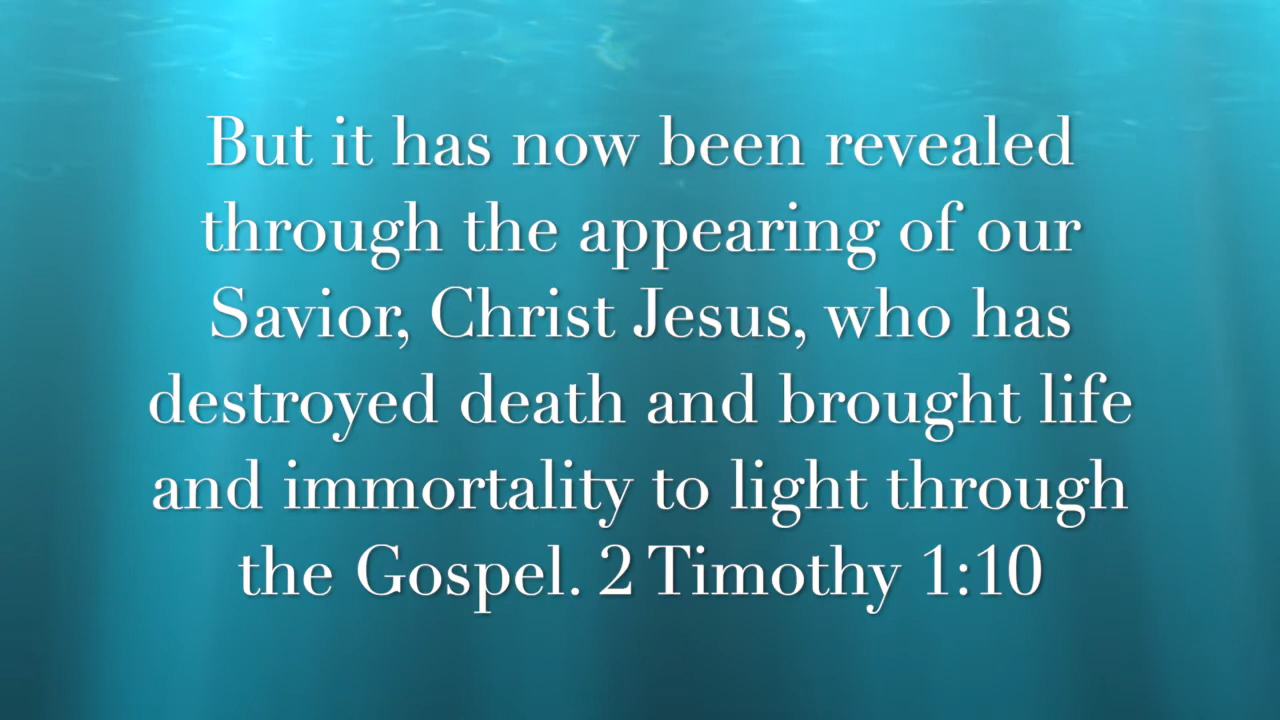 But it has now been revealed
through the appearing of our
Savior, Christ Jesus, who has
destroyed death and brought life
and immortality to light through
the Gospel. 2 Timothy 1:10